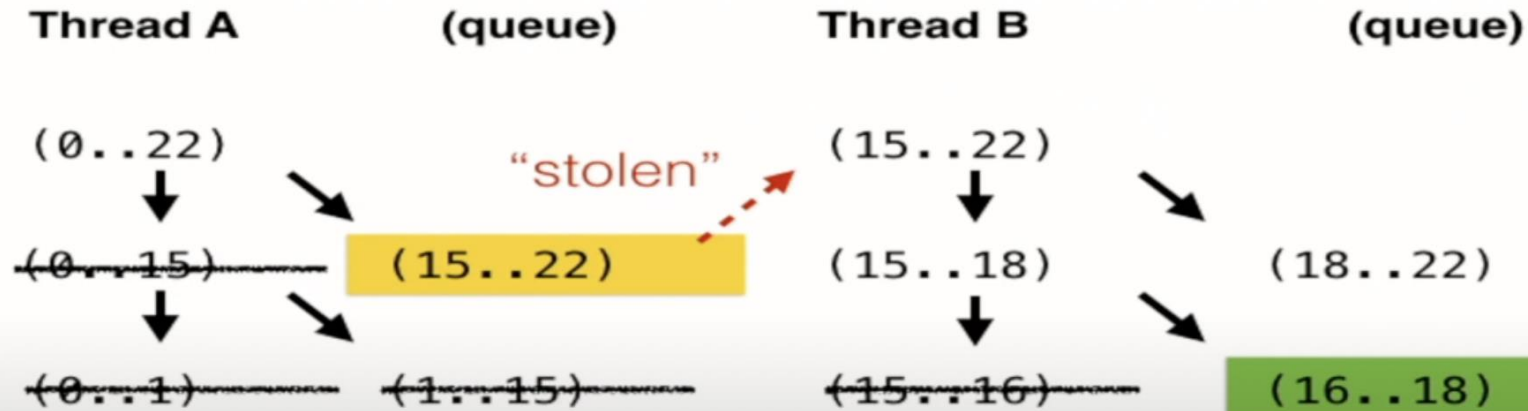 Thread A (queue) Thread B (queue)
(0..22) (15..22)
“stolen”
(0..15) (15..22) (15..18) (18..22)
(0..1) (1..15) (15..16) (16..18)